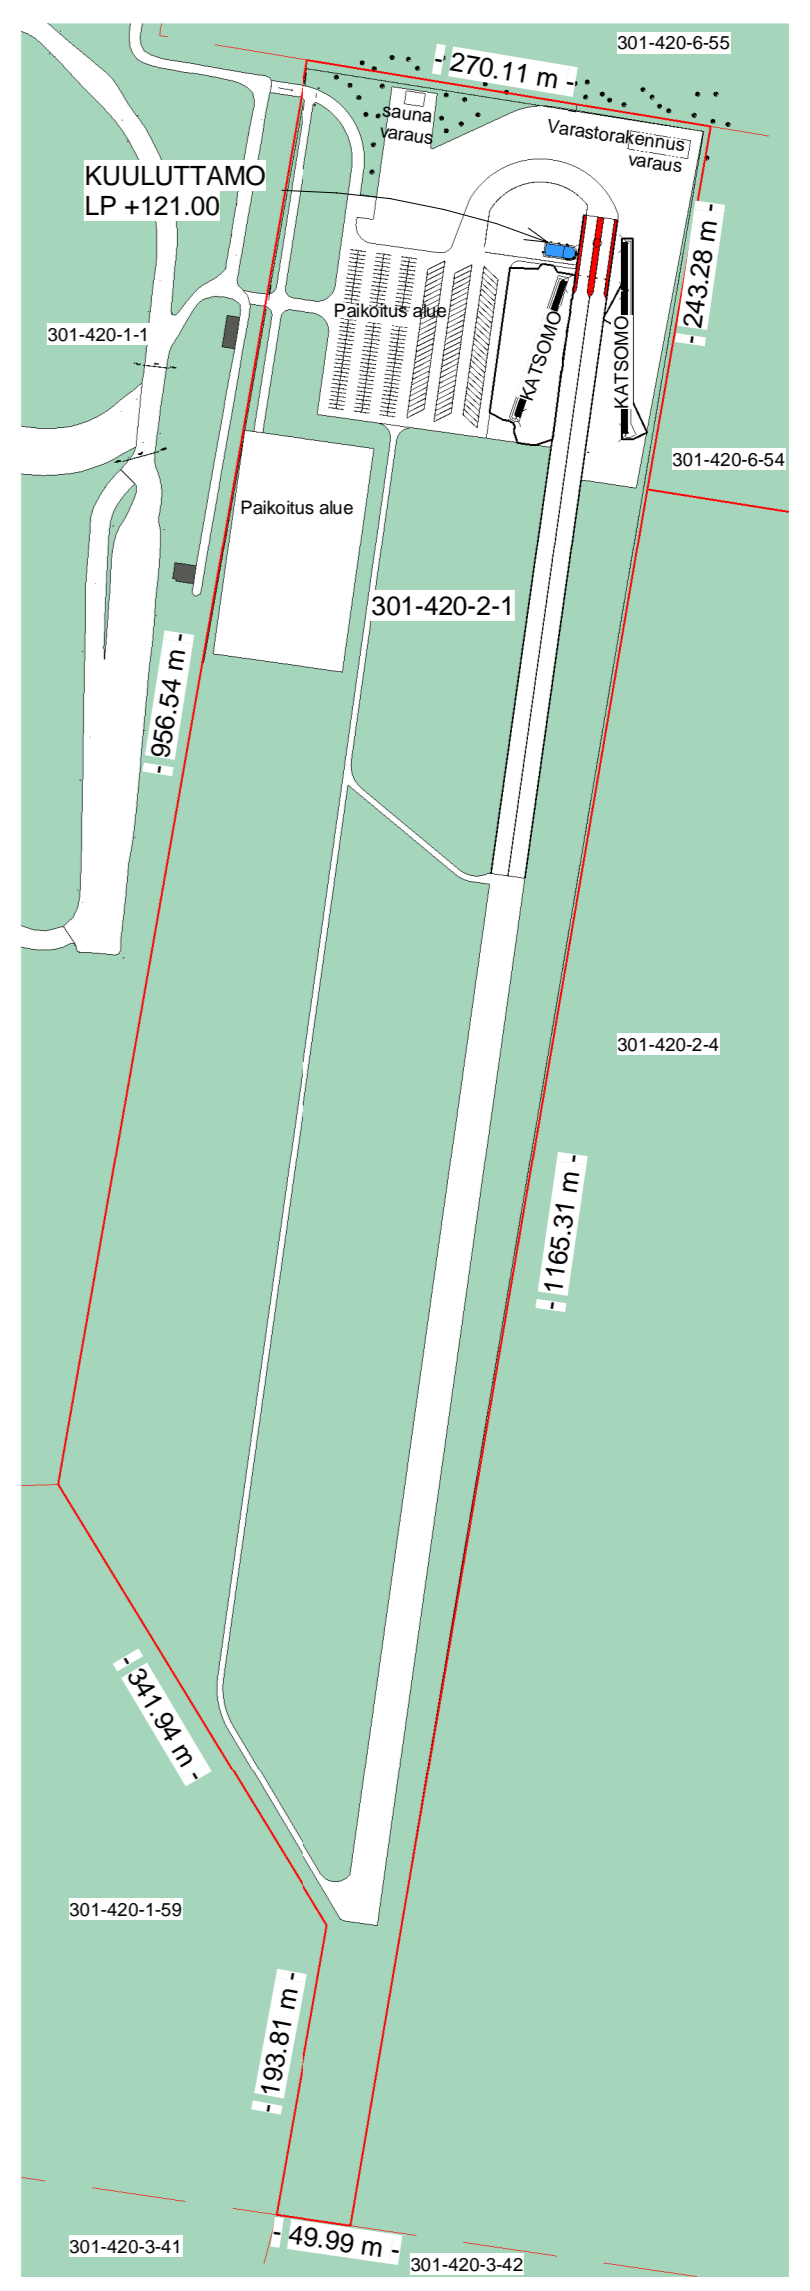 301-420-6-55
- 270.11 m -
sauna
varaus
Varastorakennus
varaus
KUULUTTAMO
LP +121.00
- 243.28 m -
301-420-1-1
Paikoitus alue
KATSOMO
KATSOMO
301-420-6-54
Paikoitus alue
301-420-2-1
- 956.54 m -
301-420-2-4
- 1165.31 m -
- 341.94 m -
301-420-1-59
- 193.81 m -
- 49.99 m -
301-420-3-41
301-420-3-42